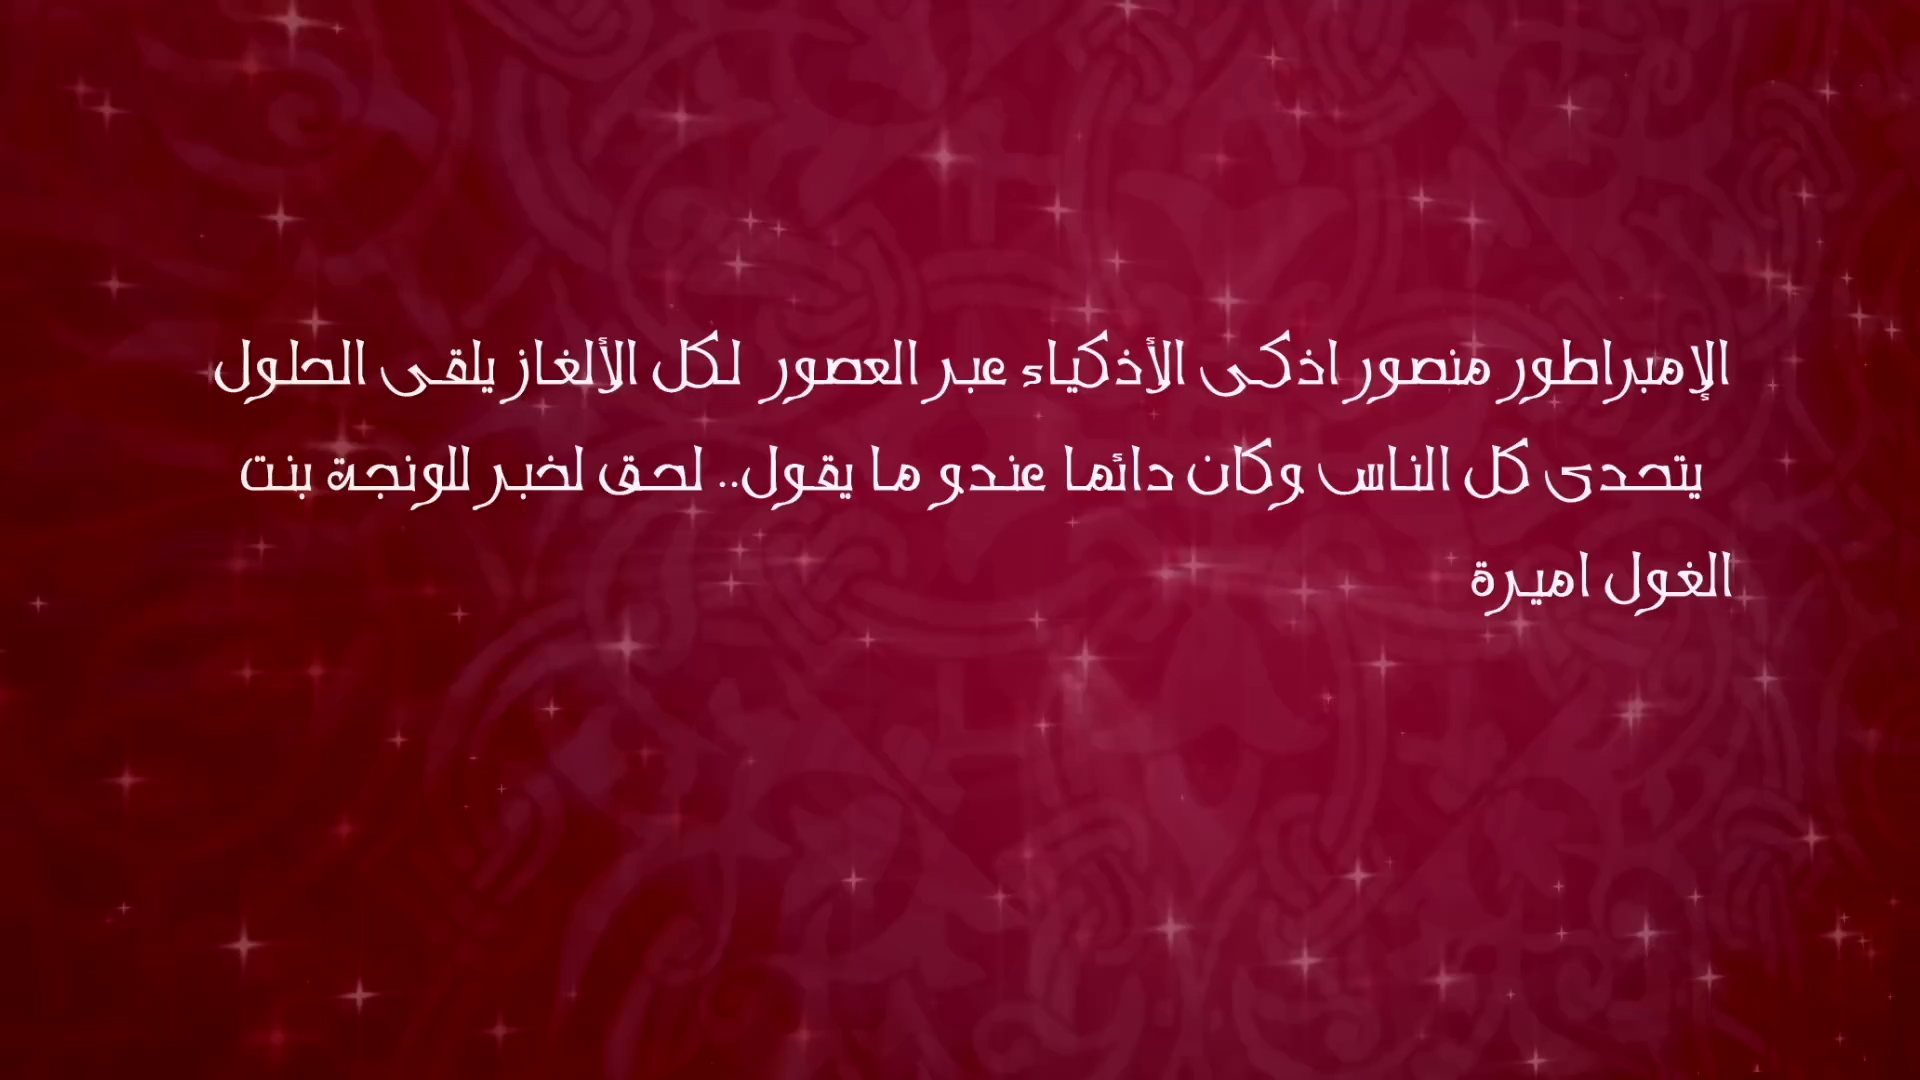 الإمبراطور منصور اذكى الأذكياء عبر العصور لكل الألغاز يلقى الحلول
يتحدى كل الناس وكان دائما عندو ما يقول.. لحق لخبر للونجة بنت
الغول اميرة